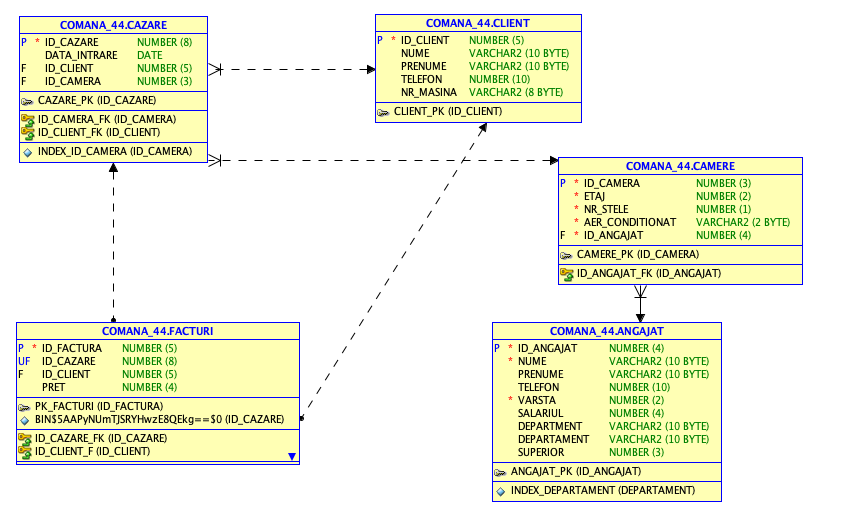 COMANA_44.CAZARE
P * ID_CAZARE NUMBER (8)
DATA_INTRARE DATE
F ID_CLIENT NUMBER (5)
F ID_CAMERA NUMBER (3)
CAZARE_PK (ID_CAZARE)
ID_CAMERA_FK (ID_CAMERA)
ID_CLIENT_FK (ID_CLIENT)
INDEX_ID_CAMERA (ID_CAMERA)
COMANA_44.CLIENT
P * ID_CLIENT NUMBER (5)
NUME VARCHAR2 (10 BYTE)
PRENUME VARCHAR2 (10 BYTE)
TELEFON NUMBER (10)
NR_MASINA VARCHAR2 (8 BYTE)
CLIENT_PK (ID_CLIENT)
COMANA_44.CAMERE
P * ID_CAMERA NUMBER (3)
* ETAJ NUMBER (2)
* NR_STELE NUMBER (1)
* AER_CONDITIONAT VARCHAR2 (2 BYTE)
F * ID_ANGAJAT NUMBER (4)
CAMERE_PK (ID_CAMERA)
ID_ANGAJAT_FK (ID_ANGAJAT)
COMANA_44.FACTURI
P * ID_FACTURA NUMBER (5)
UF ID_CAZARE NUMBER (8)
F ID_CLIENT NUMBER (5)
PRET NUMBER (4)
PK_FACTURI (ID_FACTURA)
BIN$5AAPyNUmTJSRYHwzE8QEkg==$0 (ID_CAZARE)
ID_CAZARE_FK (ID_CAZARE)
ID_CLIENT_F (ID_CLIENT)
COMANA_44.ANGAJAT
P * ID_ANGAJAT NUMBER (4)
* NUME VARCHAR2 (10 BYTE)
PRENUME VARCHAR2 (10 BYTE)
TELEFON NUMBER (10)
* VARSTA NUMBER (2)
SALARIUL NUMBER (4)
DEPARTMENT VARCHAR2 (10 BYTE)
DEPARTAMENT VARCHAR2 (10 BYTE)
SUPERIOR NUMBER (3)
ANGAJAT_PK (ID_ANGAJAT)
INDEX_DEPARTAMENT (DEPARTAMENT)